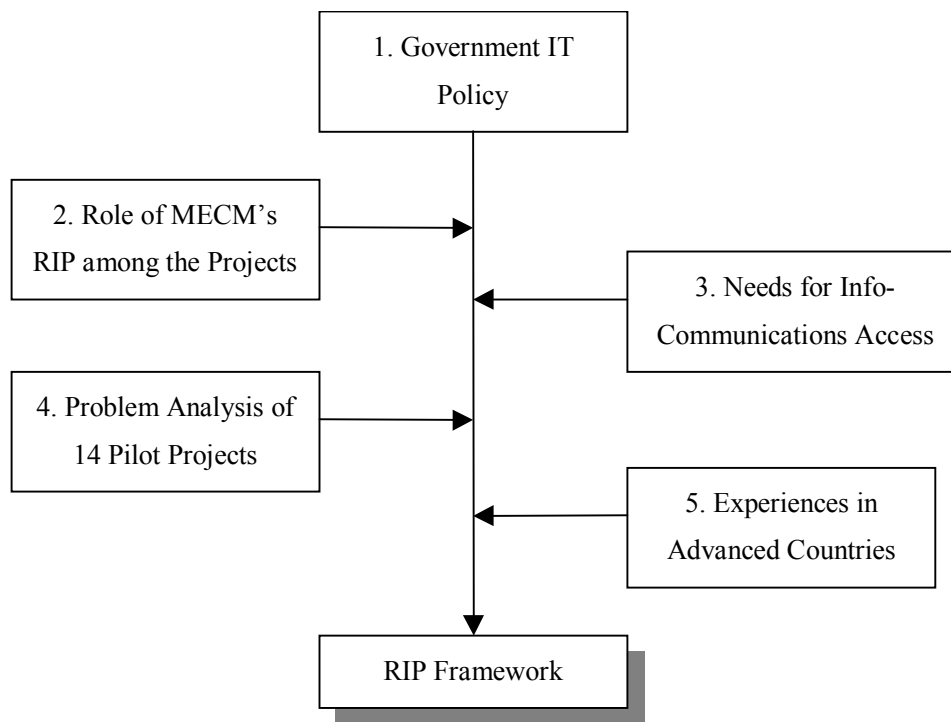 1. Government IT
Policy
2. Role of MECM’s
RIP among the Projects
3. Needs for Info-
Communications Access
4. Problem Analysis of
14 Pilot Projects
5. Experiences in
Advanced Countries
RIP Framework